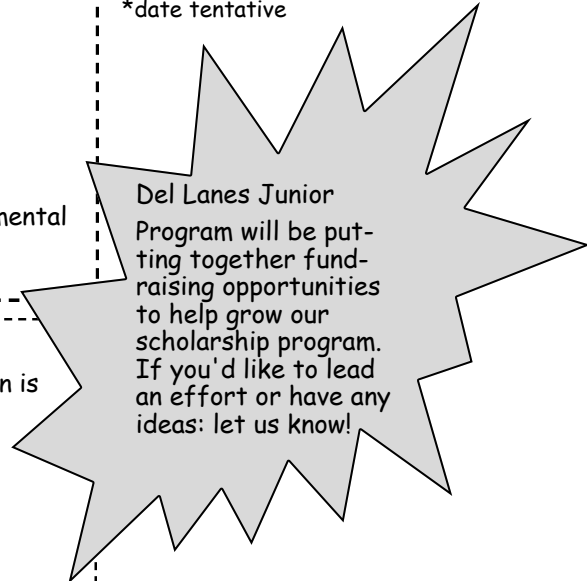 *date tentative
mental
n is
Del Lanes Junior
Program will be put-
ting together fund-
raising opportunities
to help grow our
scholarship program.
If you'd like to lead
an effort or have any
ideas: let us know!